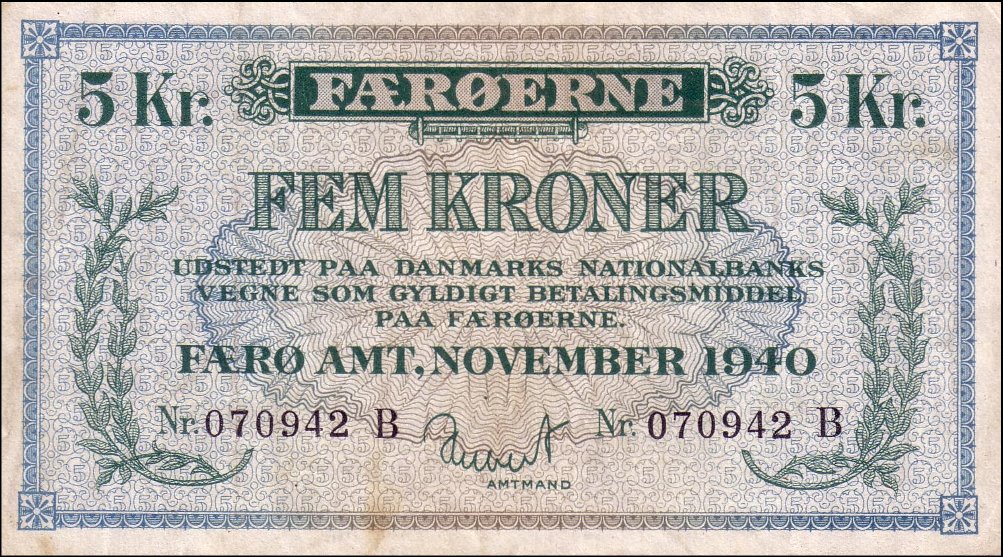 5 Kr. FÆRØERNE 5 Kr.
FEM KRONER
UDSTEDT PAA DANMARKS NATIONALBANKS
VEGNE SOM GYLDIGT BETALINGSMIDDEL
PAA FÆRØERNE.
FÆRØ AMT, NOVEMBER 1940
Nr. 070942 B Nr. 070942 B
AMTMAND